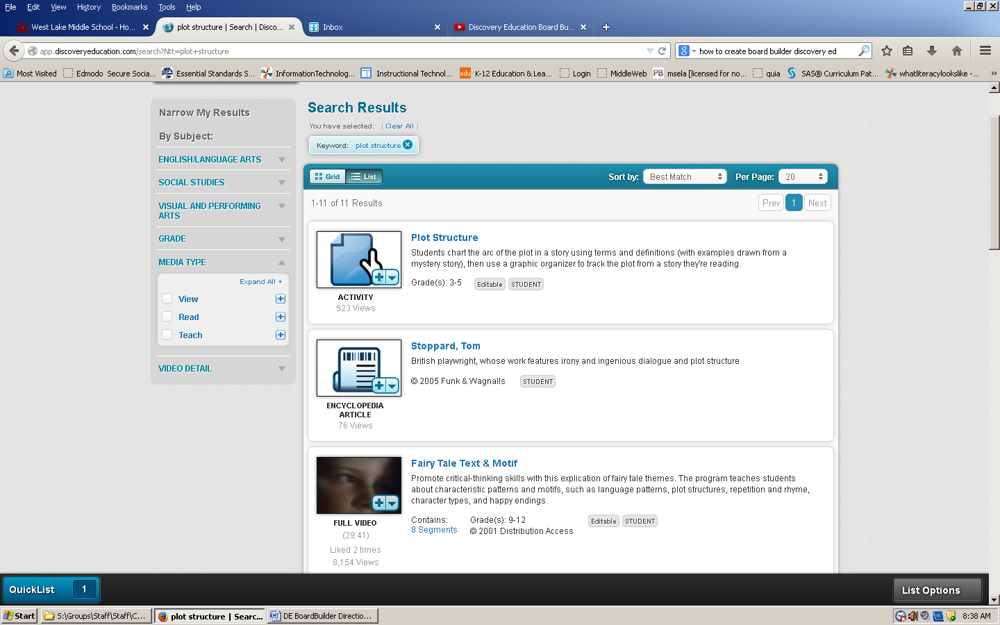 File Edit View History Bookmarks Tools Help
West Lake Middle School - Ho...
plot structure | Search | Disco...
Inbox
Discovery Education Board Bu...
app.discoveryeducation.com/search?Ntt=plot+structure
how to create board builder discovery ed
Most Visited
Edmodo Secure Socia...
Essential Standards S...
InformationTechnolog...
Instructional Technol...
edu
K-12 Education & Lea...
Login
MiddleWeb
PB
msela [licensed for no...
quia
SAS® Curriculum Pat...
whatliteracylookslike -...
Narrow My Results
By Subject:
ENGLISH/LANGUAGE ARTS
SOCIAL STUDIES
VISUAL AND PERFORMING
ARTS
GRADE
MEDIA TYPE
Expand All +
View
Read
Teach
VIDEO DETAIL
Search Results
You have selected: ( Clear All )
Keyword: plot structure
Grid List
Sort by: Best Match Per Page: 20
1-11 of 11 Results
Prev 1 Next
Plot Structure
Students chart the arc of the plot in a story using terms and definitions (with examples drawn from a
mystery story), then use a graphic organizer to track the plot from a story they're reading.
Grade(s): 3-5 Editable STUDENT
ACTIVITY
523 Views
Stoppard, Tom
British playwright, whose work features irony and ingenious dialogue and plot structure
© 2005 Funk & Wagnalls STUDENT
ENCYCLOPEDIA
ARTICLE
76 Views
Fairy Tale Text & Motif
Promote critical-thinking skills with this explication of fairy tale themes. The program teaches students
about characteristic patterns and motifs, such as language patterns, plot structures, repetition and rhyme,
character types, and happy endings.
Contains: Grade(s): 9-12 Editable STUDENT
8 Segments © 2001 Distribution Access
FULL VIDEO
(29:41)
Liked 2 times
8,154 Views
QuickList 1
List Options
Start
S:\Groups\Staff\Staff\C...
plot structure | Searc...
DE BoardBuilder Directio...
8:38 AM